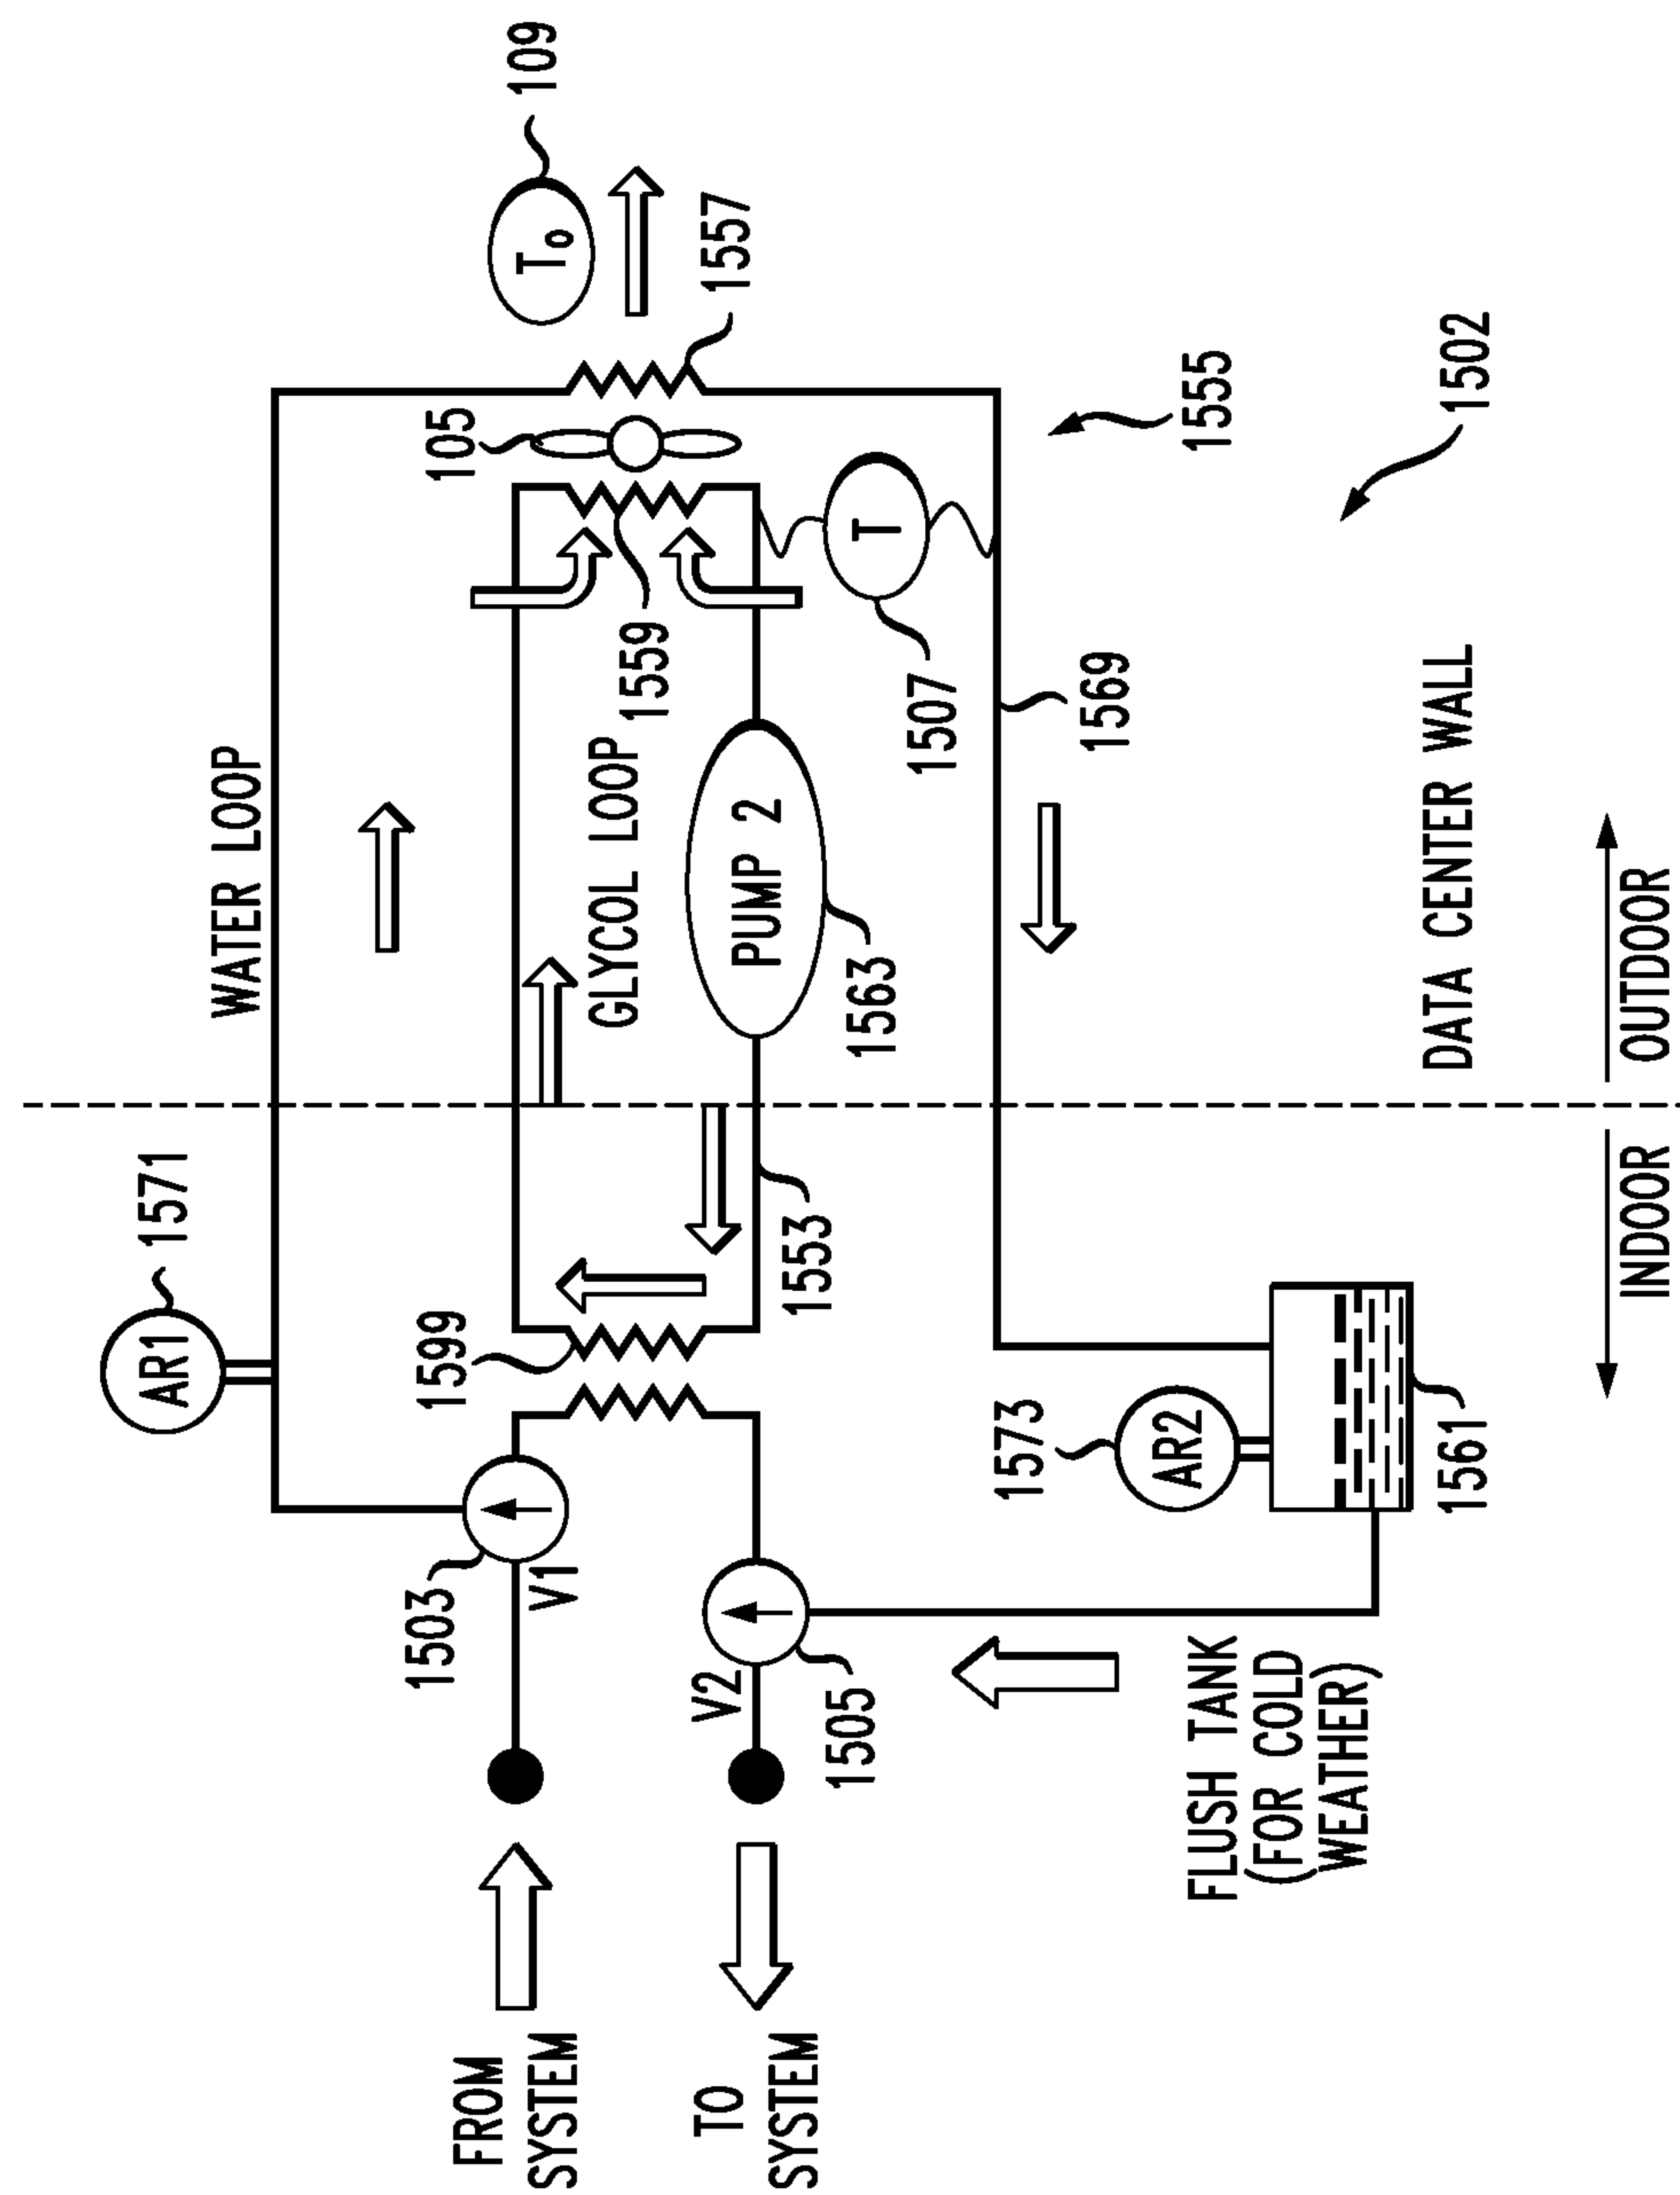 AR1
1571
WATER LOOP
109
T₀
105
1599
1503
V1
FROM
SYSTEM
GLYCOL LOOP
1559
1557
PUMP 2
1563
1553
V2
1505
TO
SYSTEM
T
1507
1569
1555
AR2
1573
1561
FLUSH TANK
(FOR COLD
WEATHER)
DATA CENTER WALL
1502
INDOOR
OUTDOOR